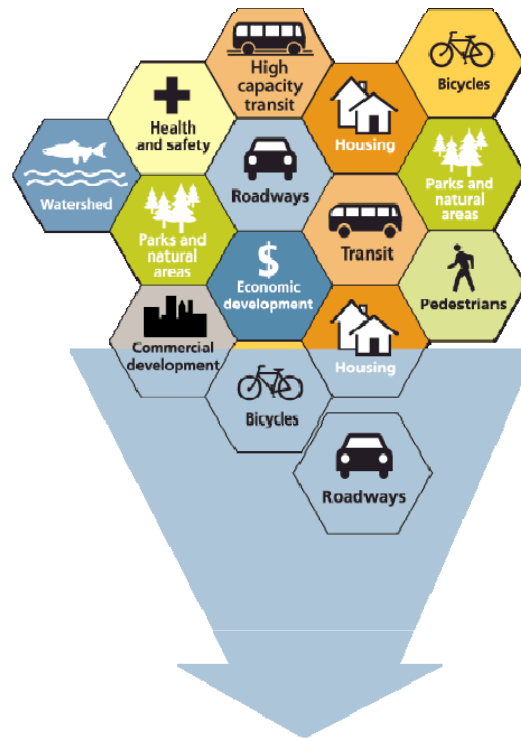 High
capacity
transit
Bicycles
Health
and safety
Housing
Roadways
Parks and
natural
areas
Watershed
Parks and
natural
areas
Transit
$
Economic
development
Pedestrians
Commercial
development
Housing
Bicycles
Roadways